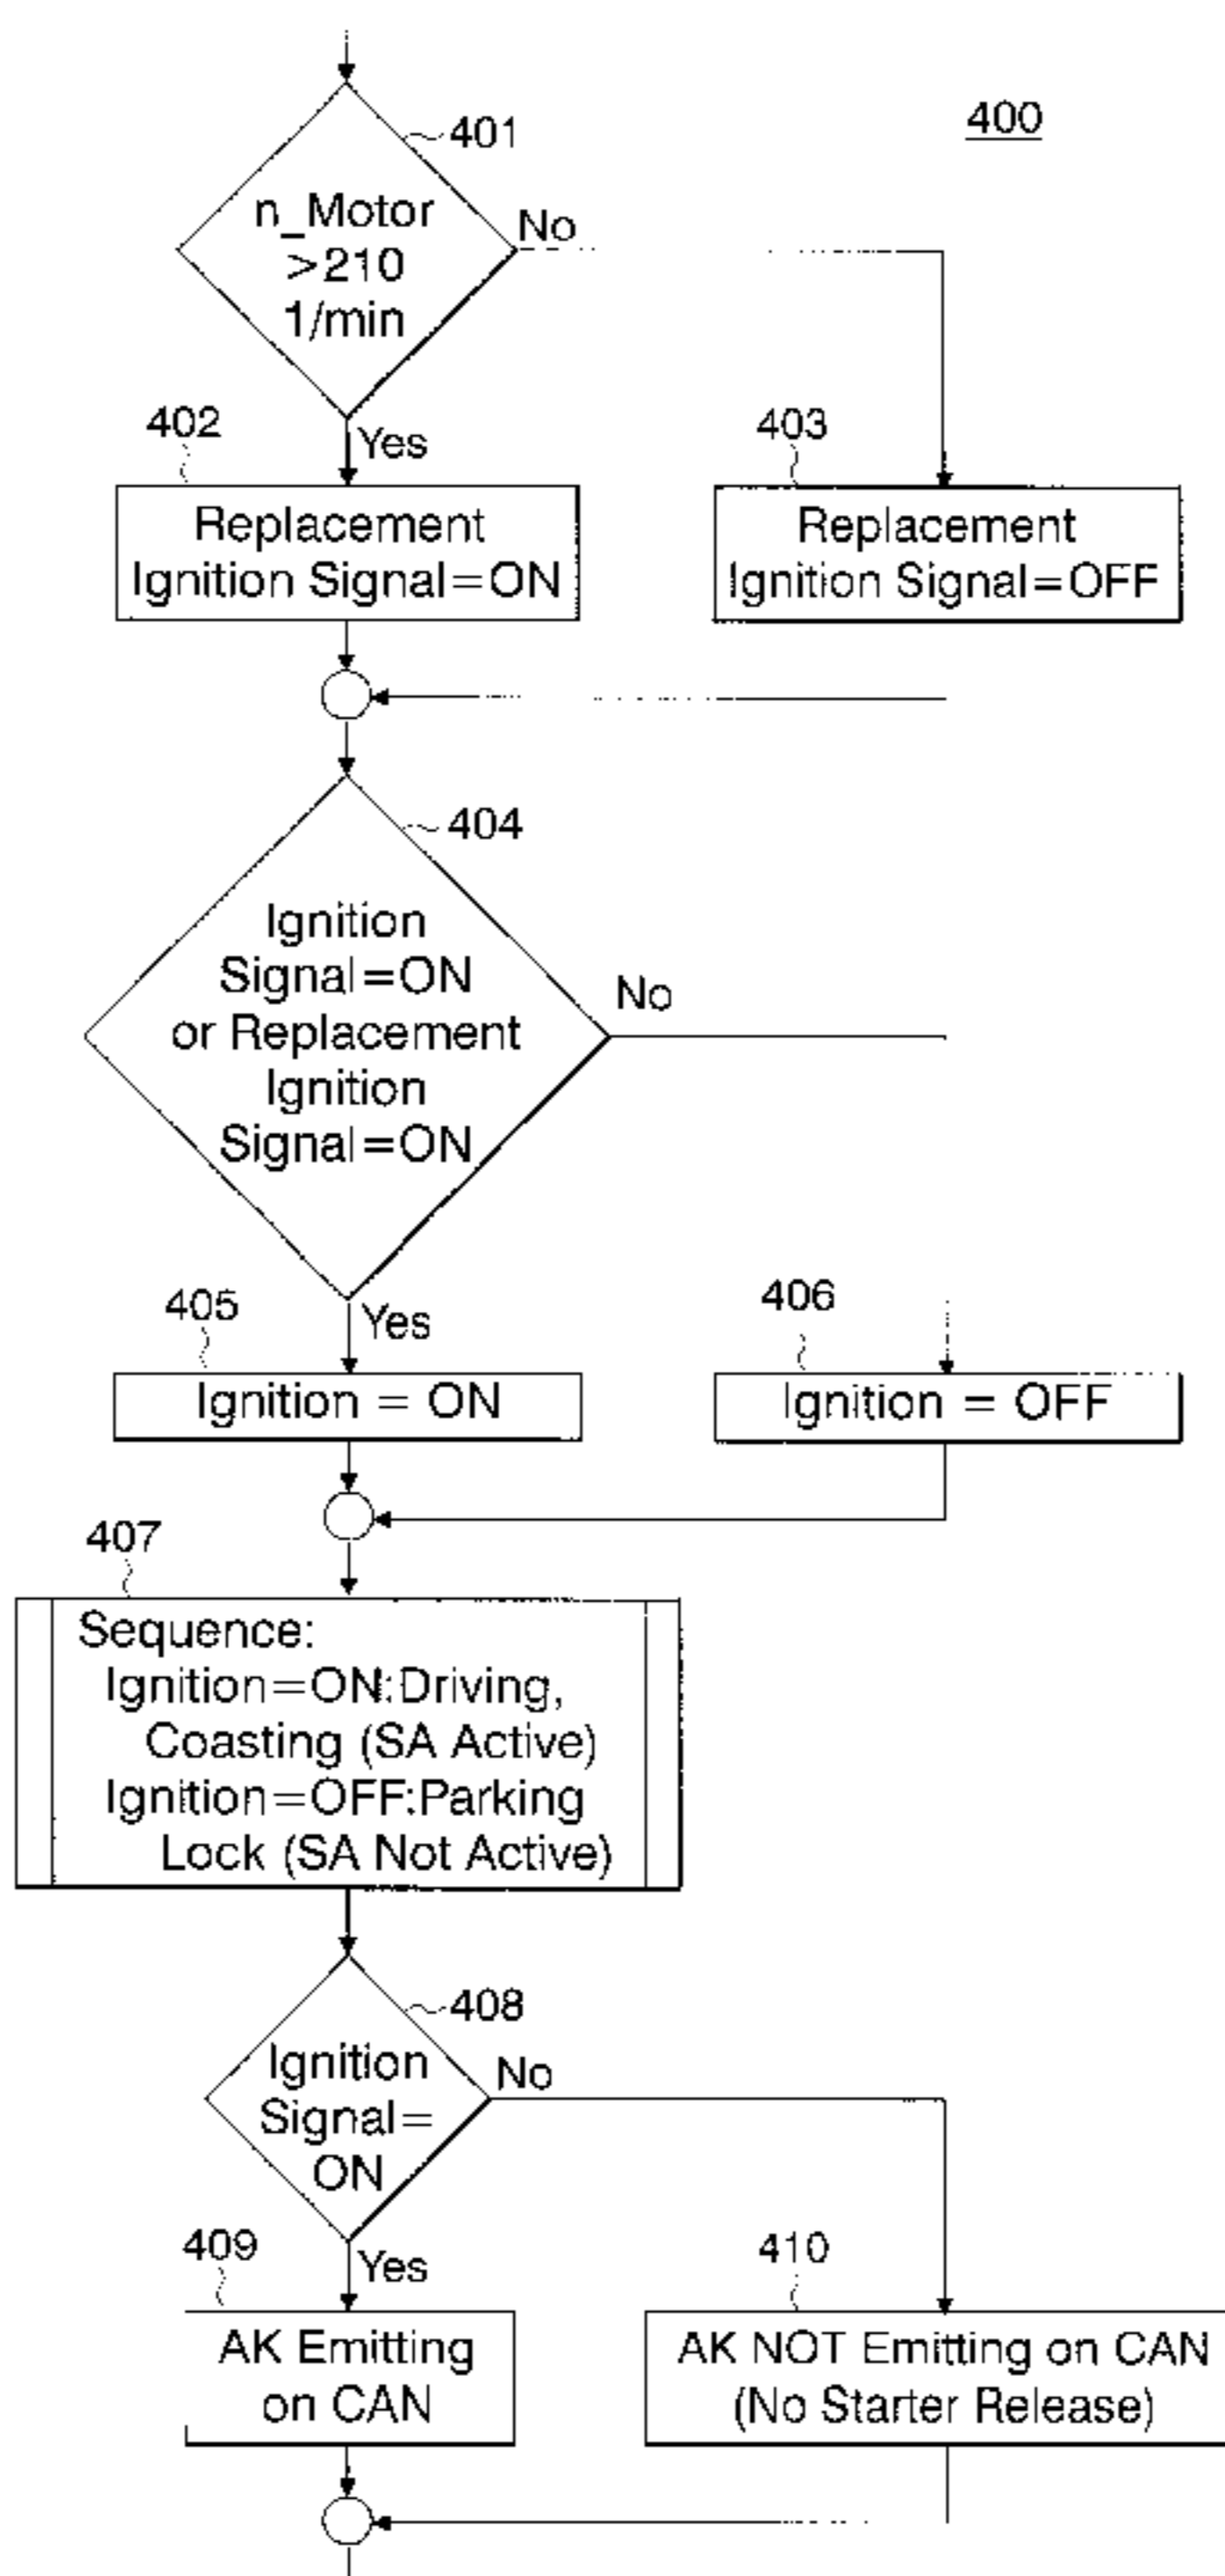 400
401
n_Motor
>210
1/min
No
Yes
402
Replacement
Ignition Signal=ON
403
Replacement
Ignition Signal=OFF
404
Ignition
Signal=ON
or Replacement
Ignition
Signal=ON
No
Yes
405
Ignition = ON
406
Ignition = OFF
407
Sequence:
Ignition=ON:Driving,
Coasting (SA Active)
Ignition=OFF:Parking
Lock (SA Not Active)
408
Ignition
Signal=
ON
No
Yes
409
AK Emitting
on CAN
410
AK NOT Emitting on CAN
(No Starter Release)